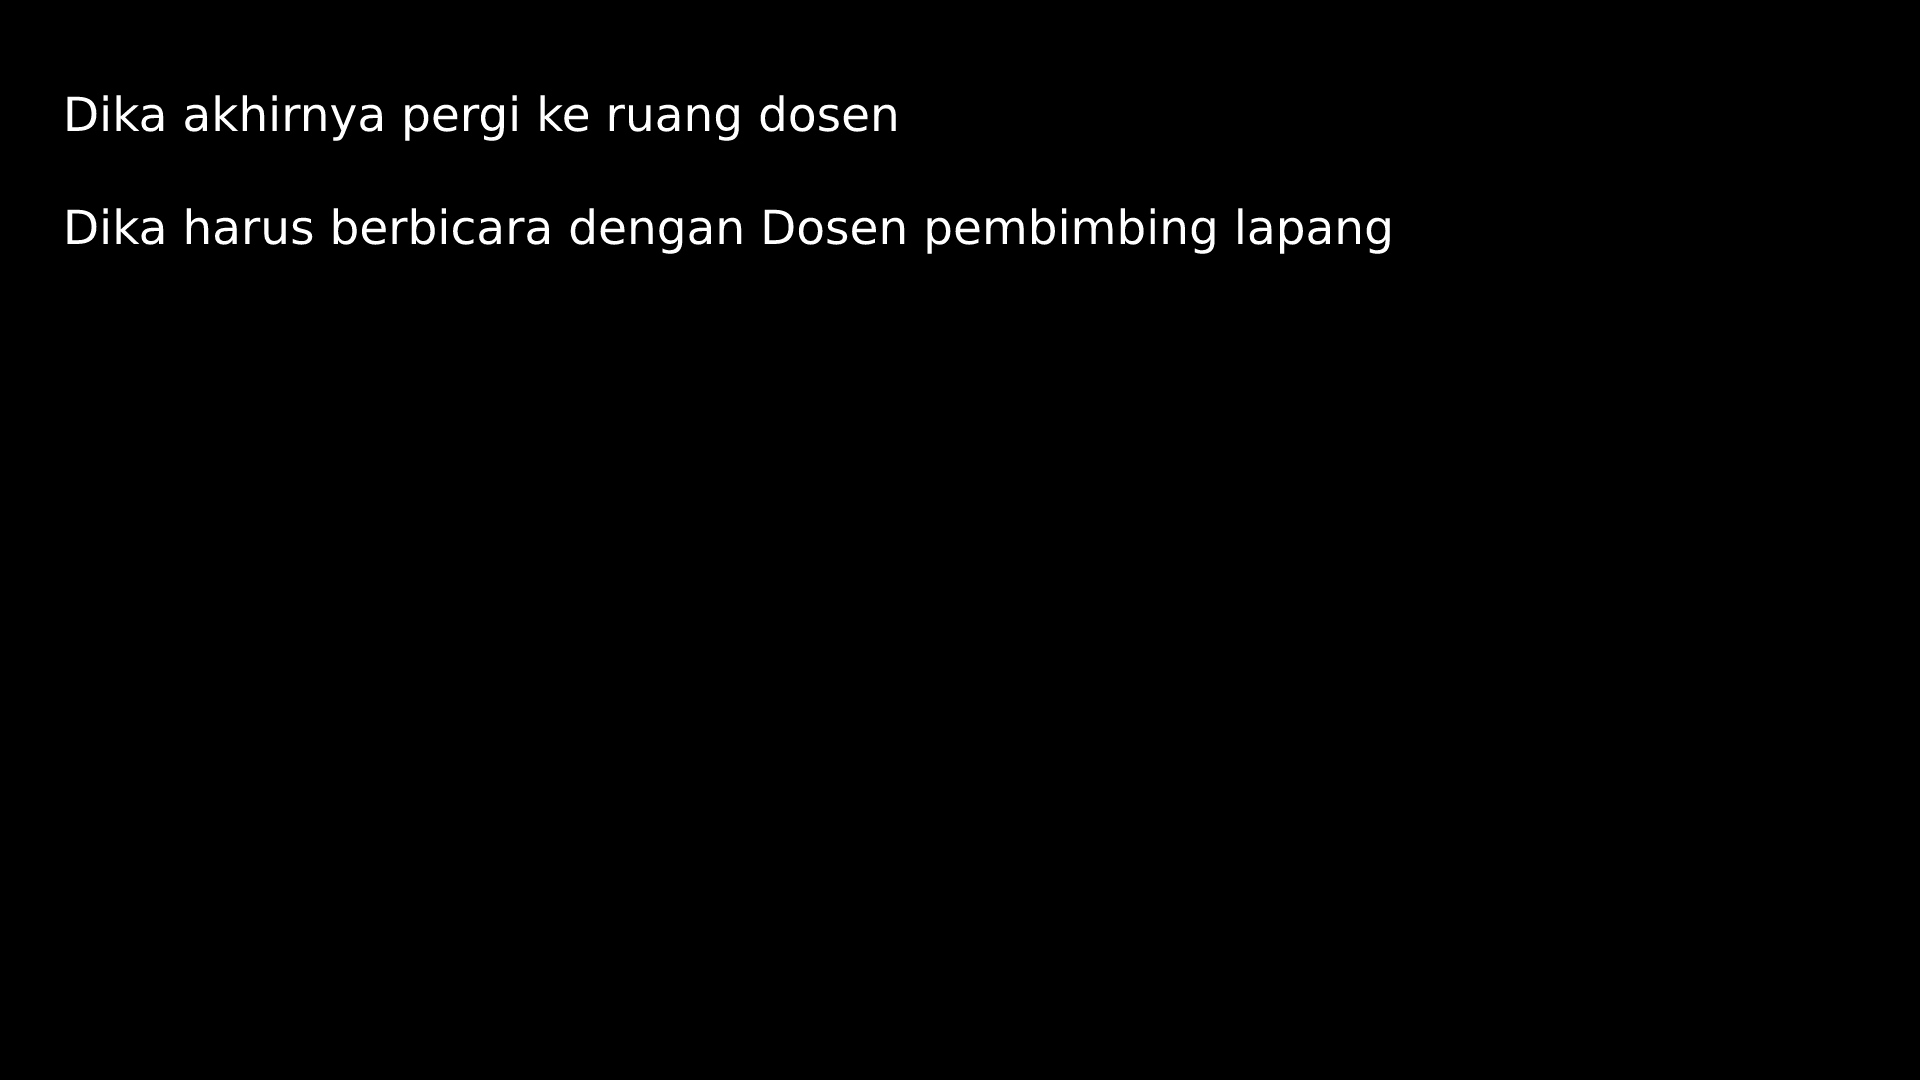 Dika akhirnya pergi ke ruang dosen
Dika harus berbicara dengan Dosen pembimbing lapang